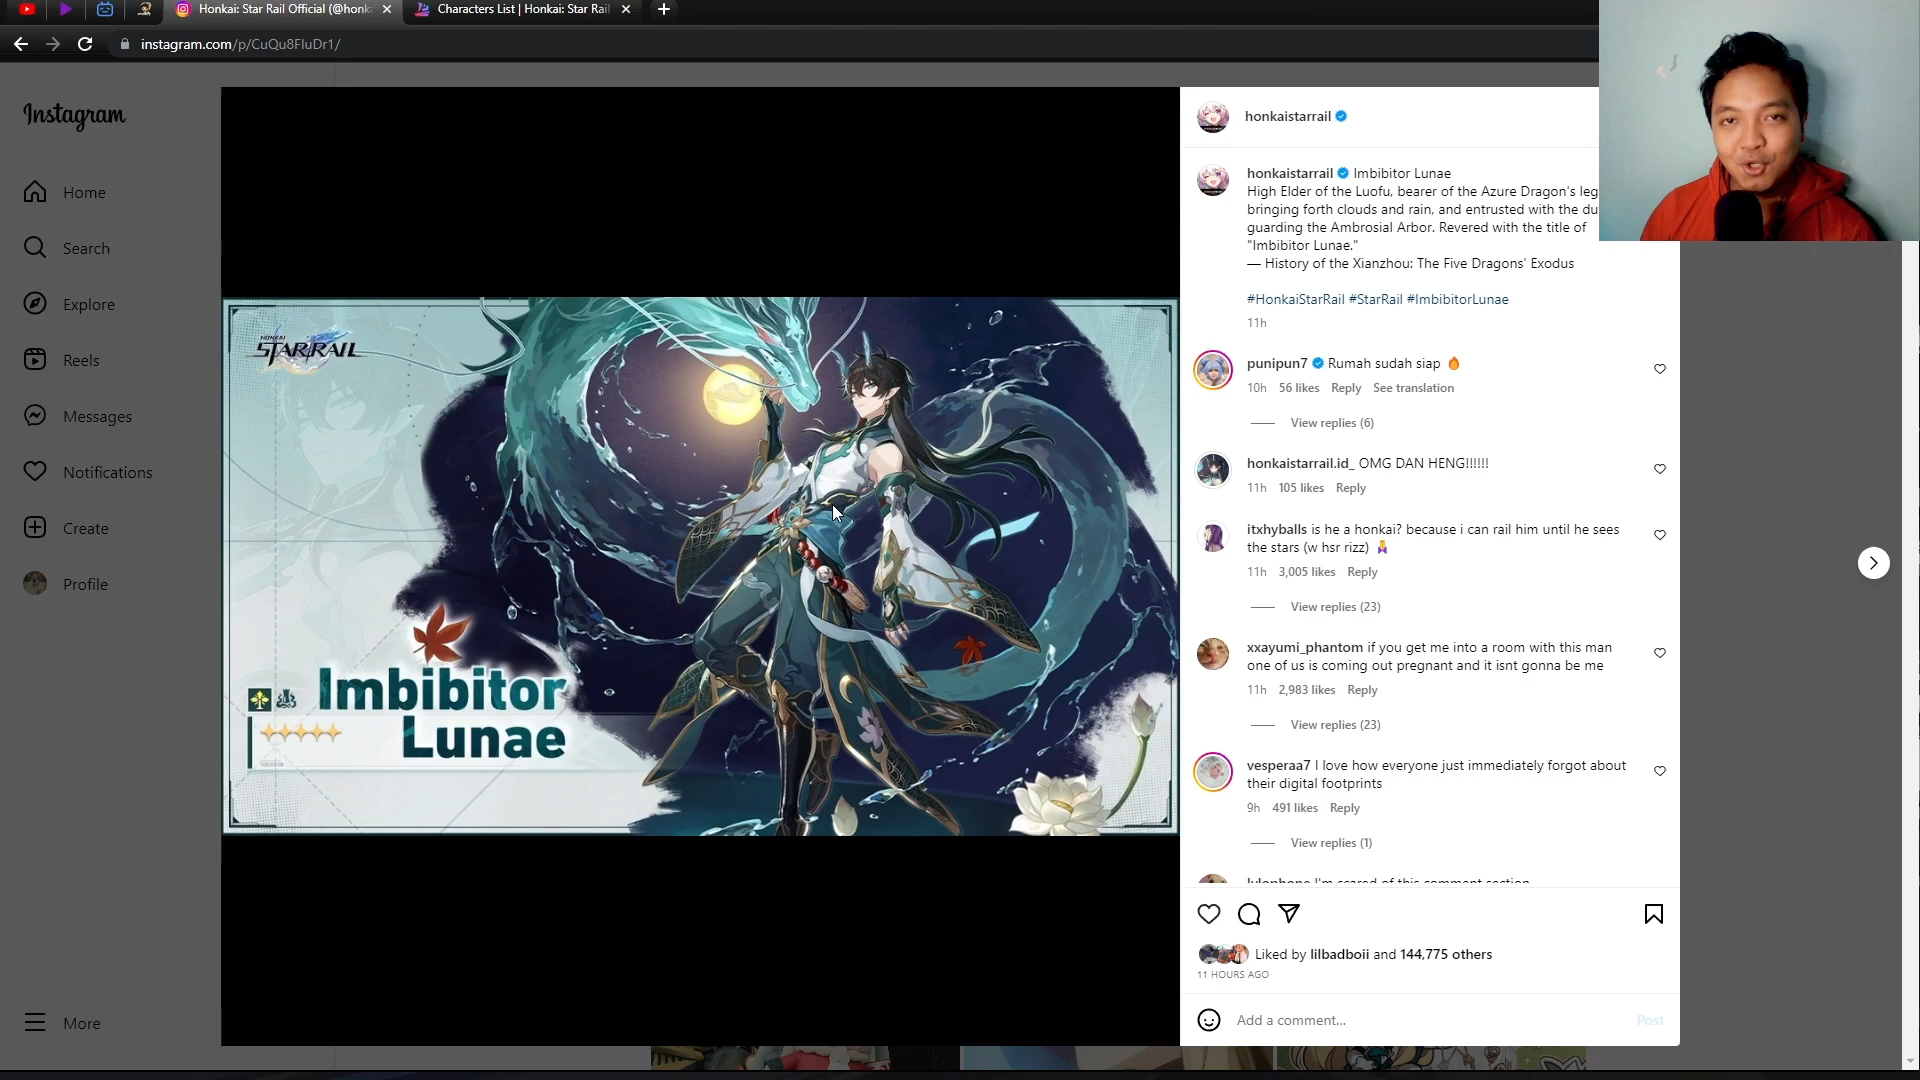 Honkai: Star Rail Official (@honka
Characters List | Honkai: Star Rail
instagram.com/p/CuQu8FluDr1/
Instagram
Home
Search
Explore
Reels
Messages
Notifications
Create
Profile
More
HONKAI
STAR RAIL
Imbibitor
Lunae
honkaistarrail
honkaistarrail Imbibitor Lunae
High Elder of the Luofu, bearer of the Azure Dragon's leg
bringing forth clouds and rain, and entrusted with the du
guarding the Ambrosial Arbor. Revered with the title of
"Imbibitor Lunae."
— History of the Xianzhou: The Five Dragons' Exodus
#HonkaiStarRail #StarRail #ImbibitorLunae
11h
punipun7 Rumah sudah siap 🔥
10h 56 likes Reply See translation
View replies (6)
honkaistarrail.id_ OMG DAN HENG!!!!!!
11h 105 likes Reply
itxhyballs is he a honkai? because i can rail him until he sees
the stars (w hsr rizz)
11h 3,005 likes Reply
View replies (23)
xxayumi_phantom if you get me into a room with this man
one of us is coming out pregnant and it isnt gonna be me
11h 2,983 likes Reply
View replies (23)
vesperaa7 I love how everyone just immediately forgot about
their digital footprints
9h 491 likes Reply
View replies (1)
I'm scared of this comment section
Liked by lilbadboii and 144,775 others
11 HOURS AGO
Add a comment...
Post